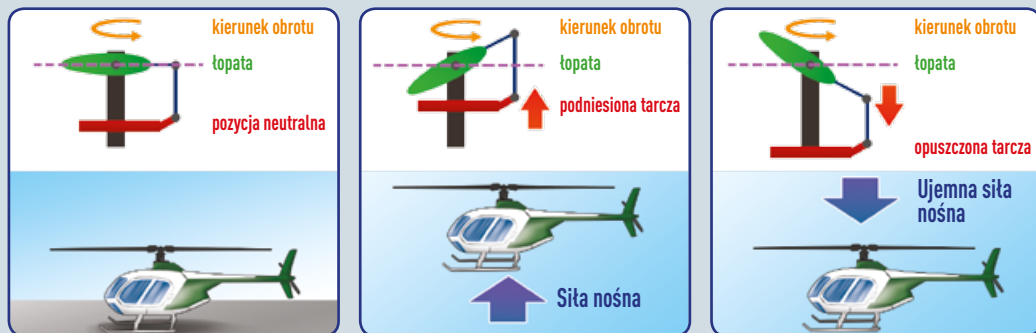 kierunek obrotu
łopata
pozycja neutralna
kierunek obrotu
łopata
podniesiona tarcza
Siła nośna
kierunek obrotu
łopata
opuszczona tarcza
Ujemna siła
nośna